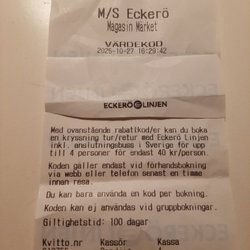 M/S Eckerö
Magasin Märket
VÄRDEKOD
2025-10-27 16:29:42
ECKERÖ LINJEN
Med ovanstående rabattkod/er kan du boka
en kryssning tur/retur med Eckerö Linjen
inkl. anslutningsbuss i Sverige för upp
till 4 personer för endast 40 kr/person.
Koden gäller endast vid förhandsbokning
via webb eller telefon senast en timme
innan resa.
Du kan bara använda en kod per bokning.
Koden kan ej användas vid gruppbokningar.
Giltighetstid: 100 dagar
Kvitto.nr Kassör Kassa